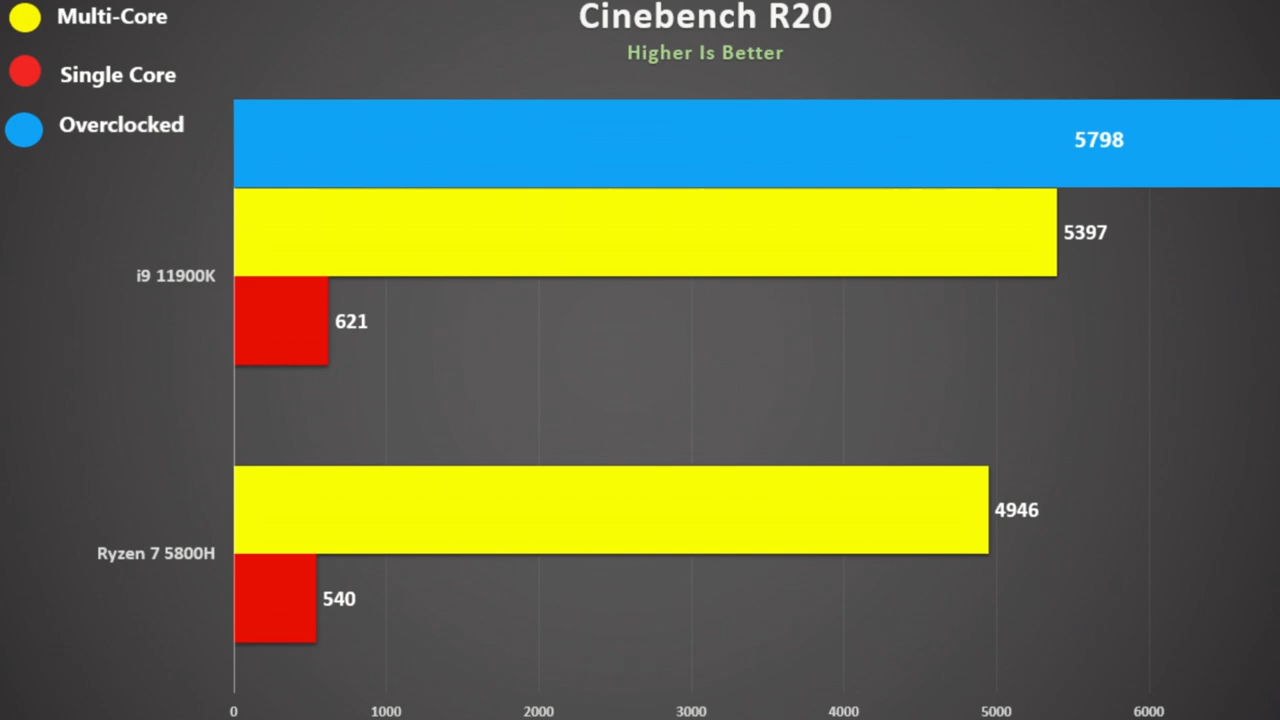 Cinebench R20
Higher Is Better
Multi-Core
Single Core
Overclocked
5798
5397
i9 11900K
621
4946
Ryzen 7 5800H
540
0 1000 2000 3000 4000 5000 6000